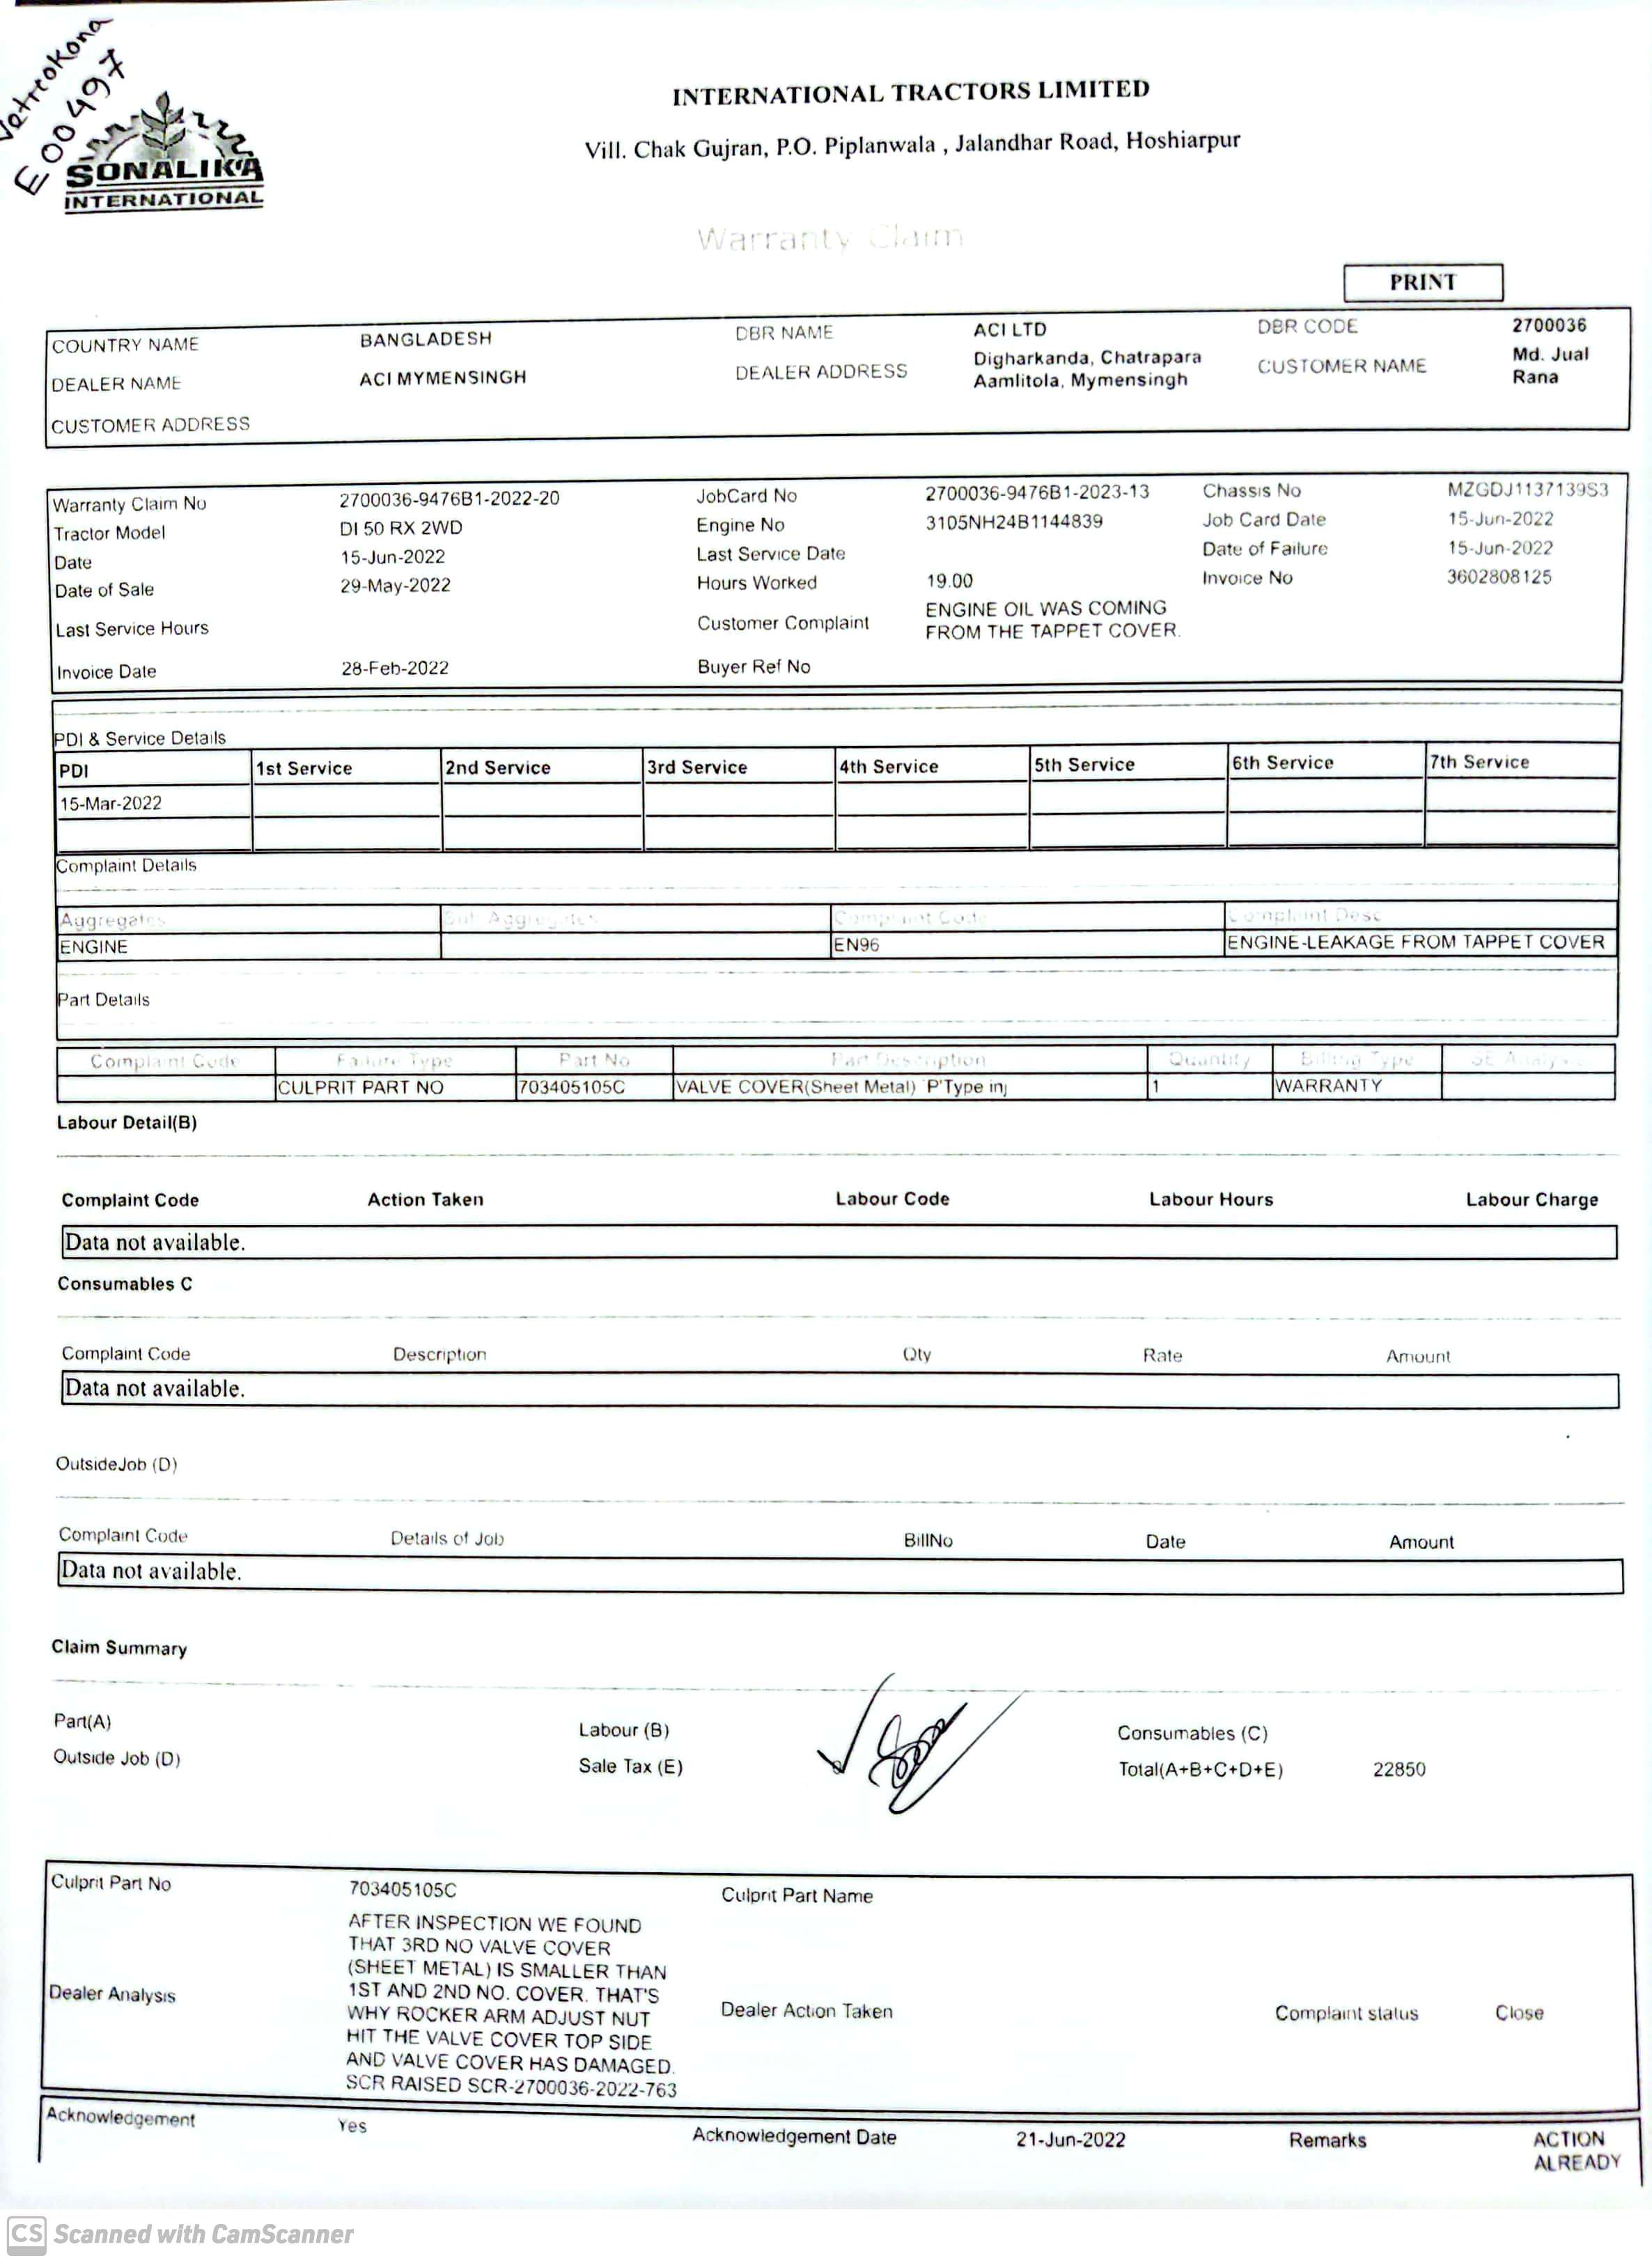 Netrcokona
E00497
SONALIKA
INTERNATIONAL
INTERNATIONAL TRACTORS LIMITED
Vill. Chak Gujran, P.O. Piplanwala , Jalandhar Road, Hoshiarpur
Warranty Claim
PRINT
COUNTRY NAME BANGLADESH DBR NAME ACI LTD DBR CODE 2700036
DEALER NAME ACI MYMENSINGH DEALER ADDRESS Digharkanda, Chatrapara Aamlitola, Mymensingh CUSTOMER NAME Md. Jual Rana
CUSTOMER ADDRESS
Warranty Claim No 2700036-9476B1-2022-20 JobCard No 2700036-9476B1-2023-13 Chassis No MZGDJ1137139S3
Tractor Model DI 50 RX 2WD Engine No 3105NH24B1144839 Job Card Date 15-Jun-2022
Date 15-Jun-2022 Last Service Date Date of Failure 15-Jun-2022
Date of Sale 29-May-2022 Hours Worked 19.00 Invoice No 3602808125
Last Service Hours Customer Complaint ENGINE OIL WAS COMING
FROM THE TAPPET COVER.
Invoice Date 28-Feb-2022 Buyer Ref No
PDI & Service Details
PDI 1st Service 2nd Service 3rd Service 4th Service 5th Service 6th Service 7th Service
15-Mar-2022
Complaint Details
Aggregates Sub Aggregates Complaint Code Complaint Desc
ENGINE EN96 ENGINE-LEAKAGE FROM TAPPET COVER
Part Details
Complaint Code Failure Type Part No Part Description Quantity Billing Type SE Analysis
CULPRIT PART NO 703405105C VALVE COVER(Sheet Metal) P'Type inj 1 WARRANTY
Labour Detail(B)
Complaint Code Action Taken Labour Code Labour Hours Labour Charge
Data not available.
Consumables C
Complaint Code Description Qty Rate Amount
Data not available.
OutsideJob (D)
Complaint Code Details of Job BillNo Date Amount
Data not available.
Claim Summary
Part(A) Labour (B) Consumables (C)
Outside Job (D) Sale Tax (E) Total(A+B+C+D+E) 22850
Culprit Part No 703405105C Culprit Part Name
AFTER INSPECTION WE FOUND
THAT 3RD NO VALVE COVER
(SHEET METAL) IS SMALLER THAN
Dealer Analysis 1ST AND 2ND NO. COVER. THAT'S
WHY ROCKER ARM ADJUST NUT Dealer Action Taken Complaint status Close
HIT THE VALVE COVER TOP SIDE
AND VALVE COVER HAS DAMAGED.
SCR RAISED SCR-2700036-2022-763
Acknowledgement Yes Acknowledgement Date 21-Jun-2022 Remarks ACTION
ALREADY
CS Scanned with CamScanner